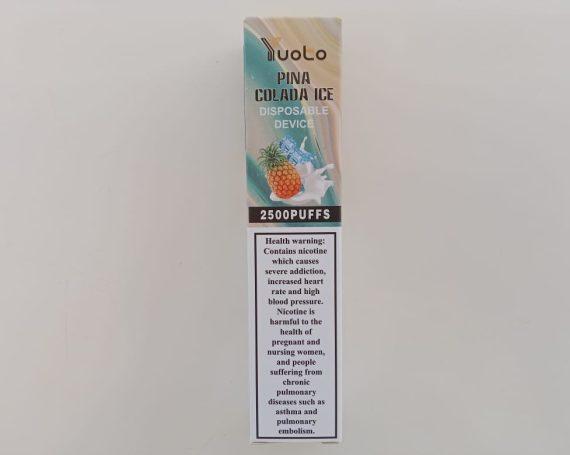 YuoLo
PINA
COLADA ICE
DISPOSABLE
DEVICE
2500PUFFS
Health warning:
Contains nicotine
which causes
severe addiction,
increased heart
rate and high
blood pressure.
Nicotine is
harmful to the
health of
pregnant and
nursing women,
and people
suffering from
chronic
pulmonary
diseases such as
asthma and
pulmonary
embolism.